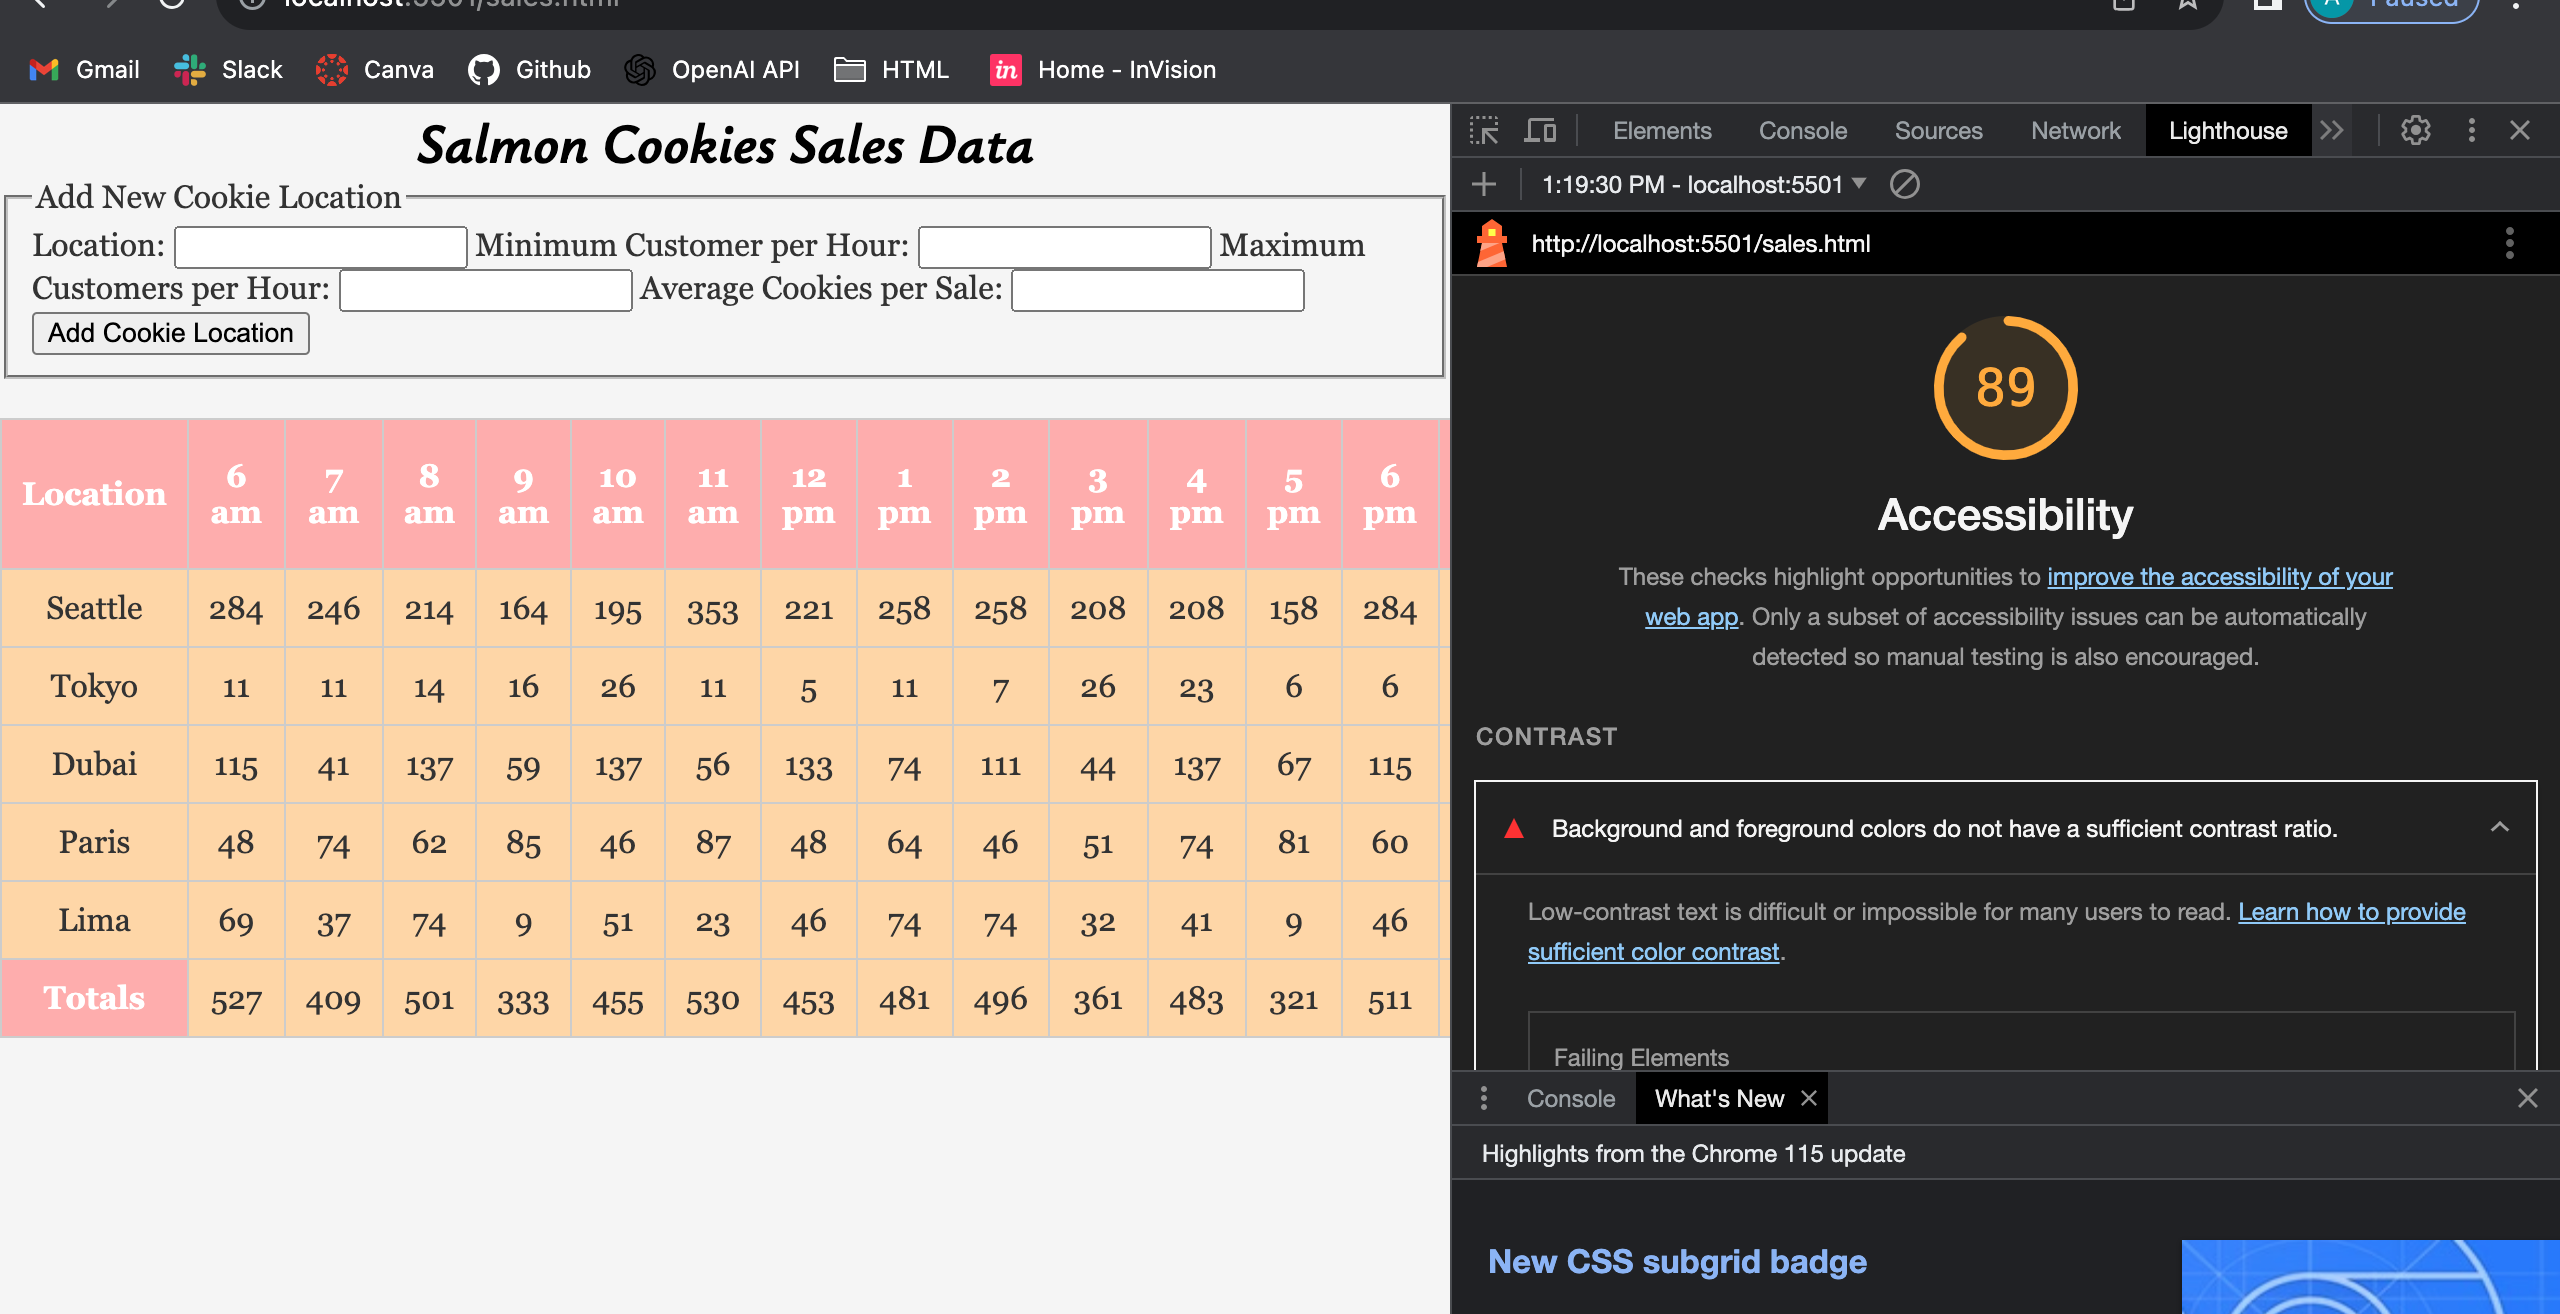 localhost:5501/sales.html
Paused
Gmail Slack Canva Github OpenAI API HTML in Home - InVision
Salmon Cookies Sales Data
Add New Cookie Location
Location: Minimum Customer per Hour: Maximum
Customers per Hour: Average Cookies per Sale:
Add Cookie Location
Location 6 am 7 am 8 am 9 am 10 am 11 am 12 pm 1 pm 2 pm 3 pm 4 pm 5 pm 6 pm
Seattle 284 246 214 164 195 353 221 258 258 208 208 158 284
Tokyo 11 11 14 16 26 11 5 11 7 26 23 6 6
Dubai 115 41 137 59 137 56 133 74 111 44 137 67 115
Paris 48 74 62 85 46 87 48 64 46 51 74 81 60
Lima 69 37 74 9 51 23 46 74 74 32 41 9 46
Totals 527 409 501 333 455 530 453 481 496 361 483 321 511
Elements Console Sources Network Lighthouse
1:19:30 PM - localhost:5501
http://localhost:5501/sales.html
89
Accessibility
These checks highlight opportunities to improve the accessibility of your
web app. Only a subset of accessibility issues can be automatically
detected so manual testing is also encouraged.
CONTRAST
Background and foreground colors do not have a sufficient contrast ratio.
Low-contrast text is difficult or impossible for many users to read. Learn how to provide
sufficient color contrast.
Failing Elements
Console What's New
Highlights from the Chrome 115 update
New CSS subgrid badge